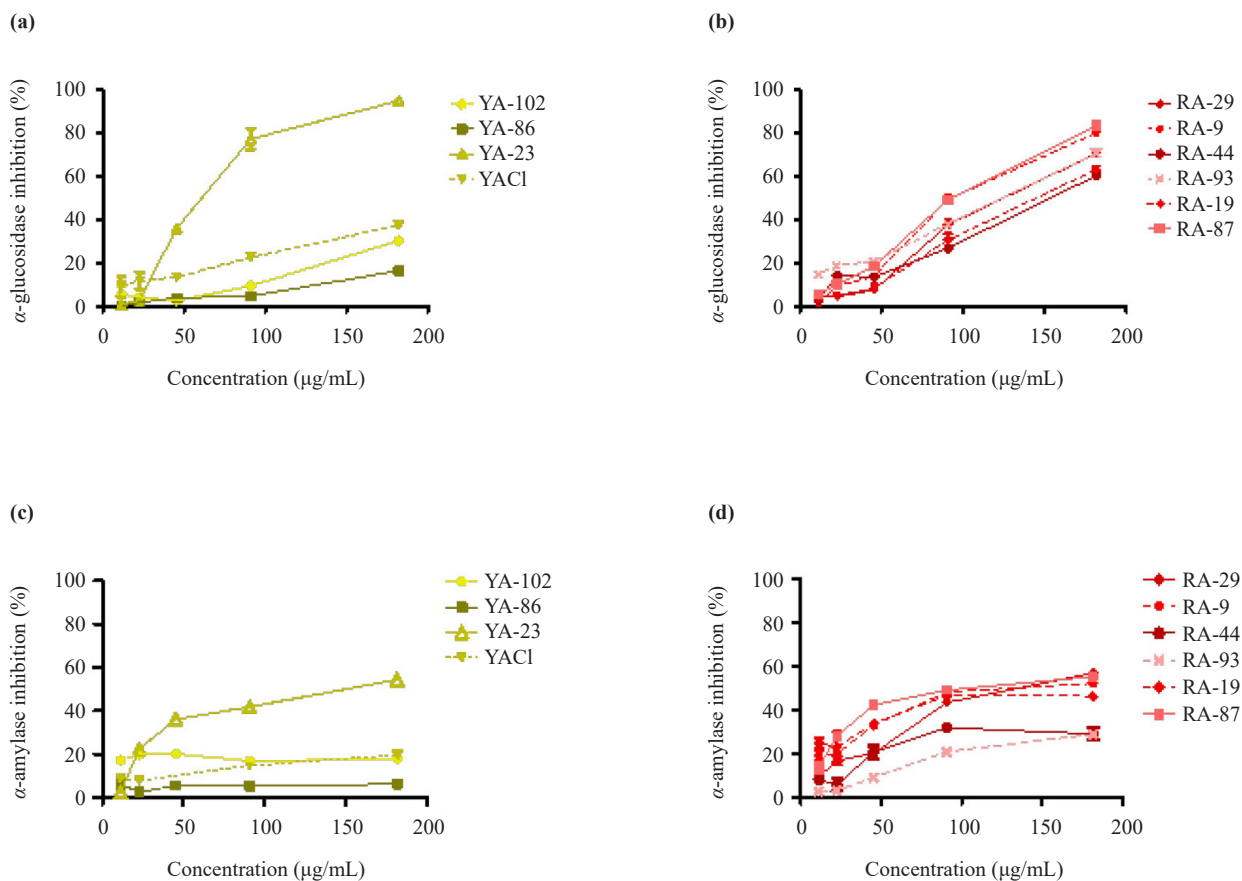 (a)
α-glucosidase inhibition (%)
100
80
60
40
20
0
0 50 100 150 200
Concentration (μg/mL)
YA-102
YA-86
YA-23
YACl
(b)
α-glucosidase inhibition (%)
100
80
60
40
20
0
0 50 100 150 200
Concentration (μg/mL)
RA-29
RA-9
RA-44
RA-93
RA-19
RA-87
(c)
α-amylase inhibition (%)
100
80
60
40
20
0
0 50 100 150 200
Concentration (μg/mL)
YA-102
YA-86
YA-23
YACl
(d)
α-amylase inhibition (%)
100
80
60
40
20
0
0 50 100 150 200
Concentration (μg/mL)
RA-29
RA-9
RA-44
RA-93
RA-19
RA-87